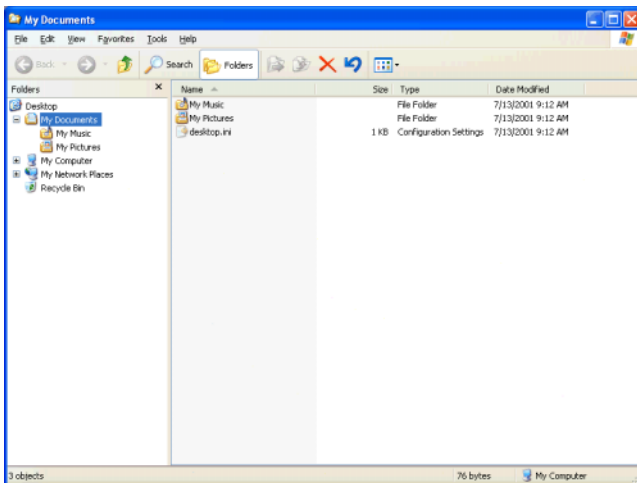 My Documents
File Edit View Favorites Tools Help
Back Search Folders
Folders x Name Size Type Date Modified
Desktop
My Documents
My Music
My Pictures
My Computer
My Network Places
Recycle Bin
My Music File Folder 7/13/2001 9:12 AM
My Pictures File Folder 7/13/2001 9:12 AM
desktop.ini 1 KB Configuration Settings 7/13/2001 9:12 AM
3 objects 76 bytes My Computer